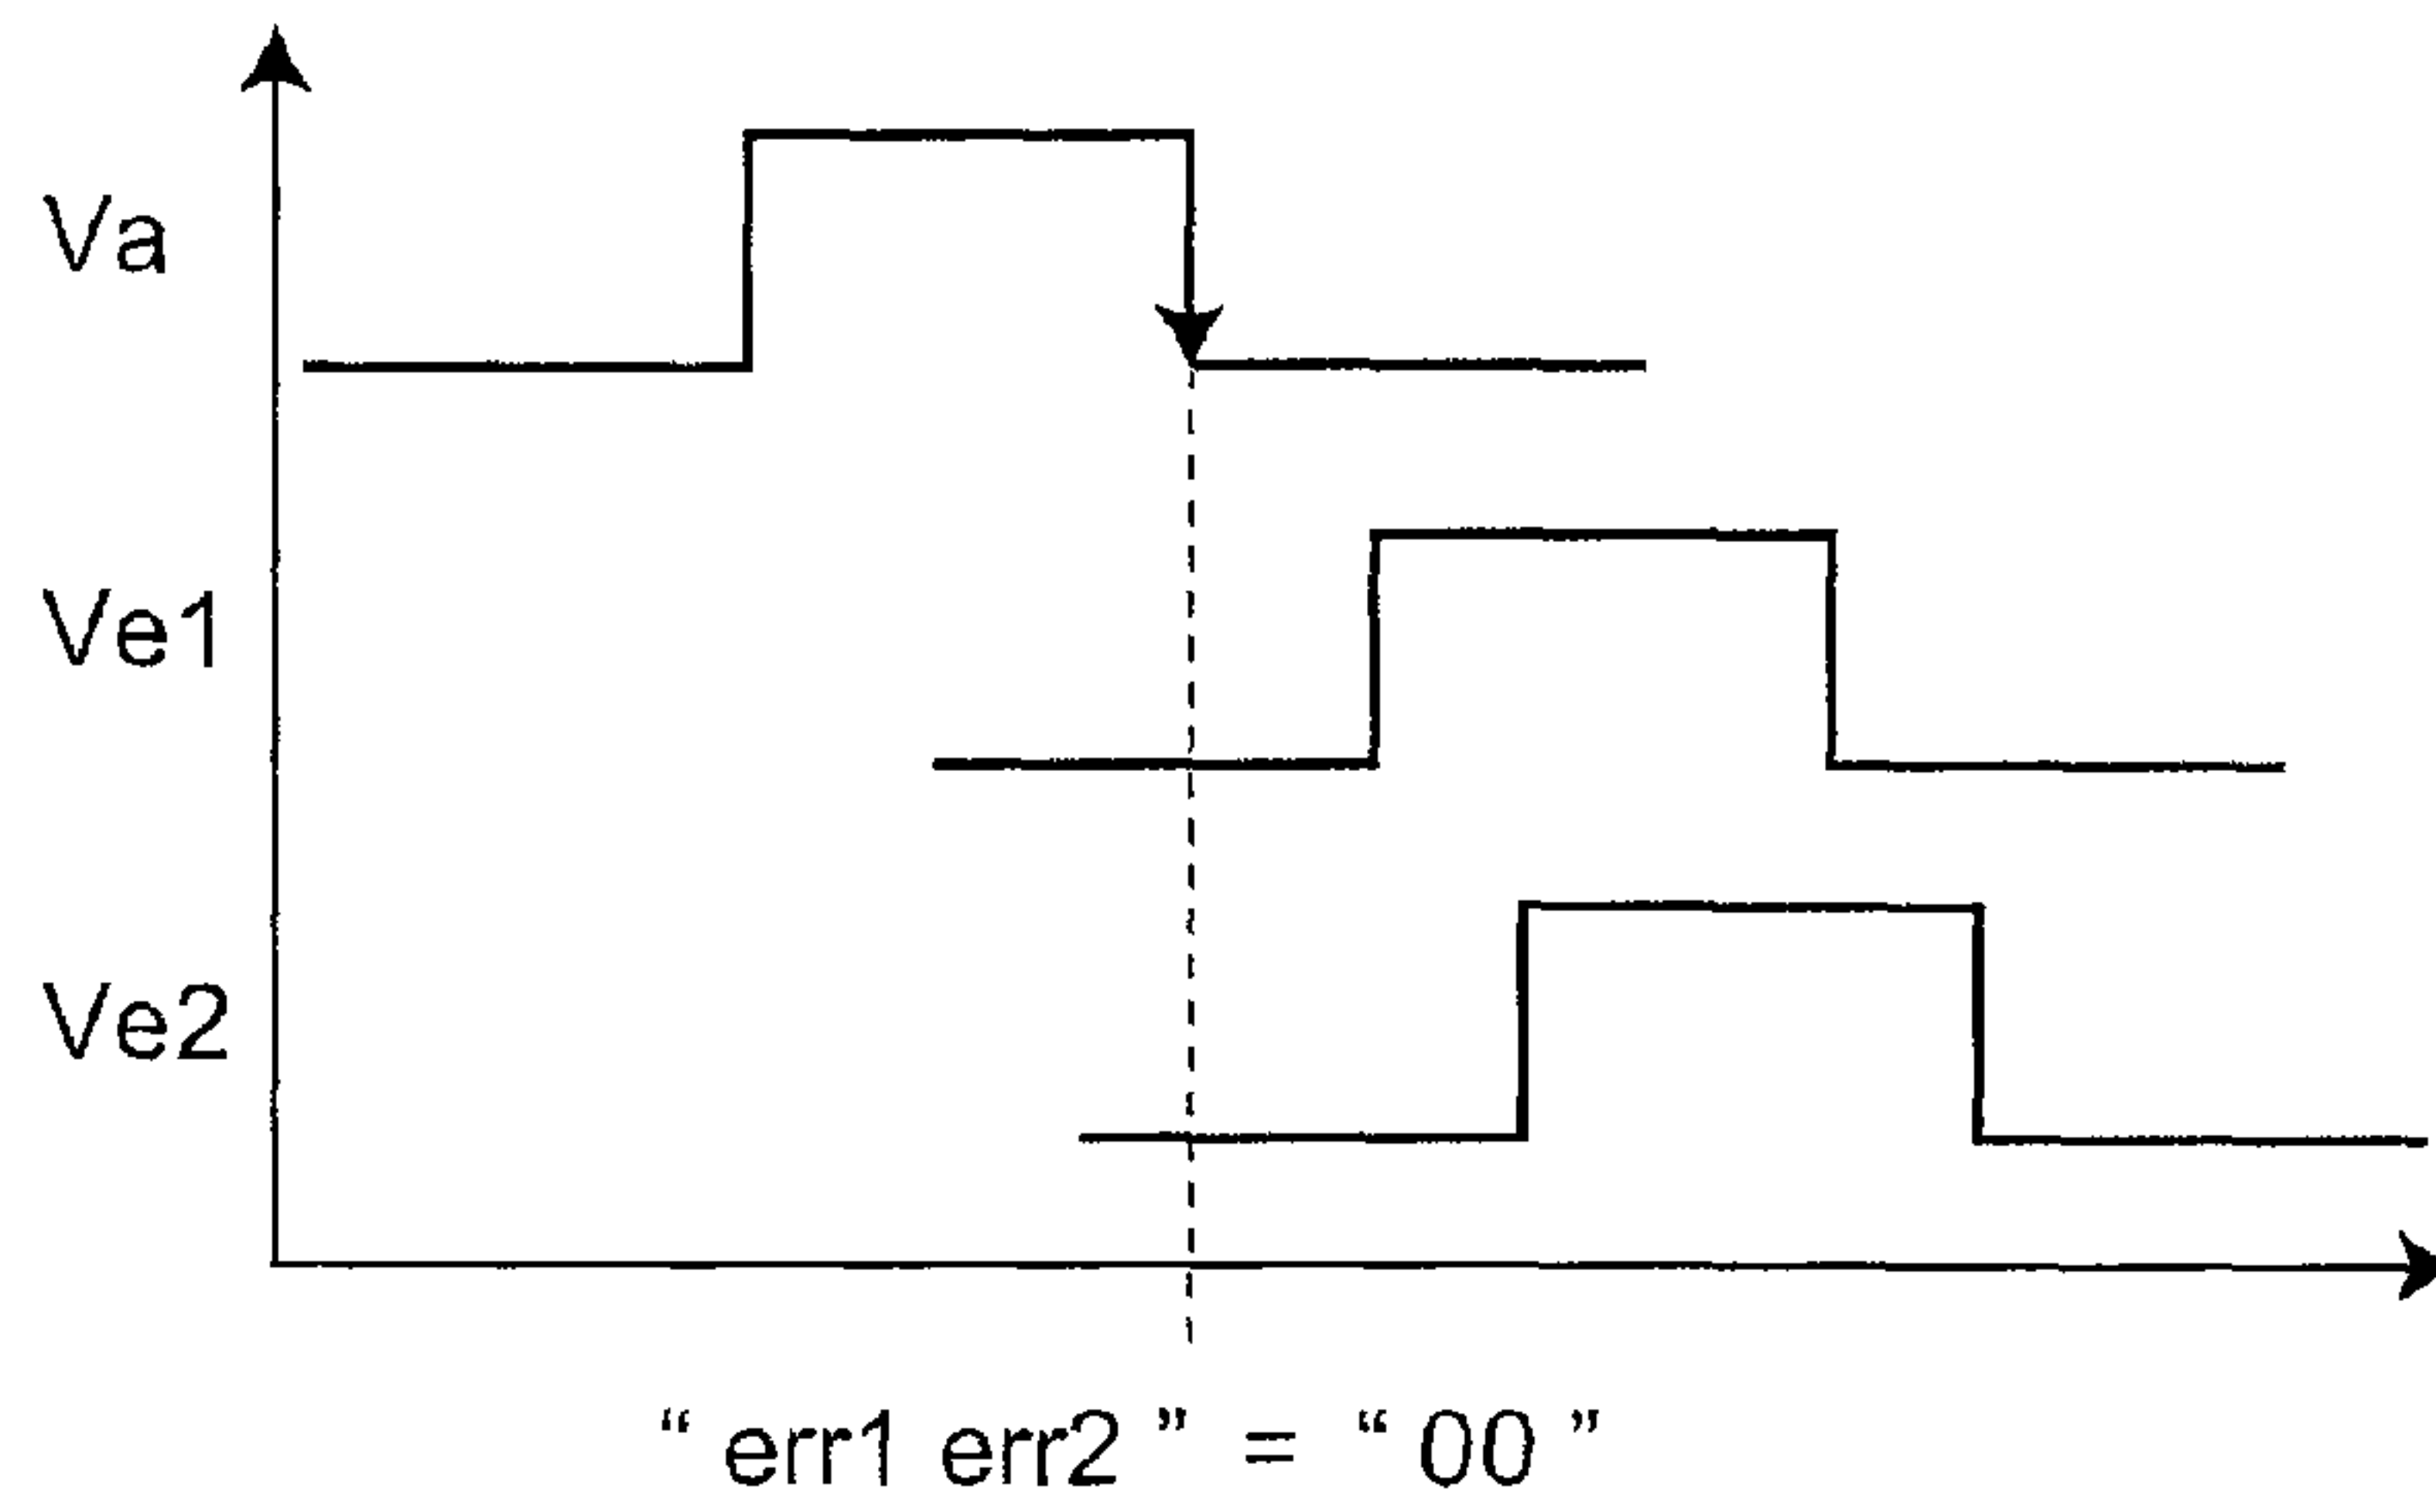 Va
Ve1
Ve2
“ err1 err2 ” = “ 00 ”